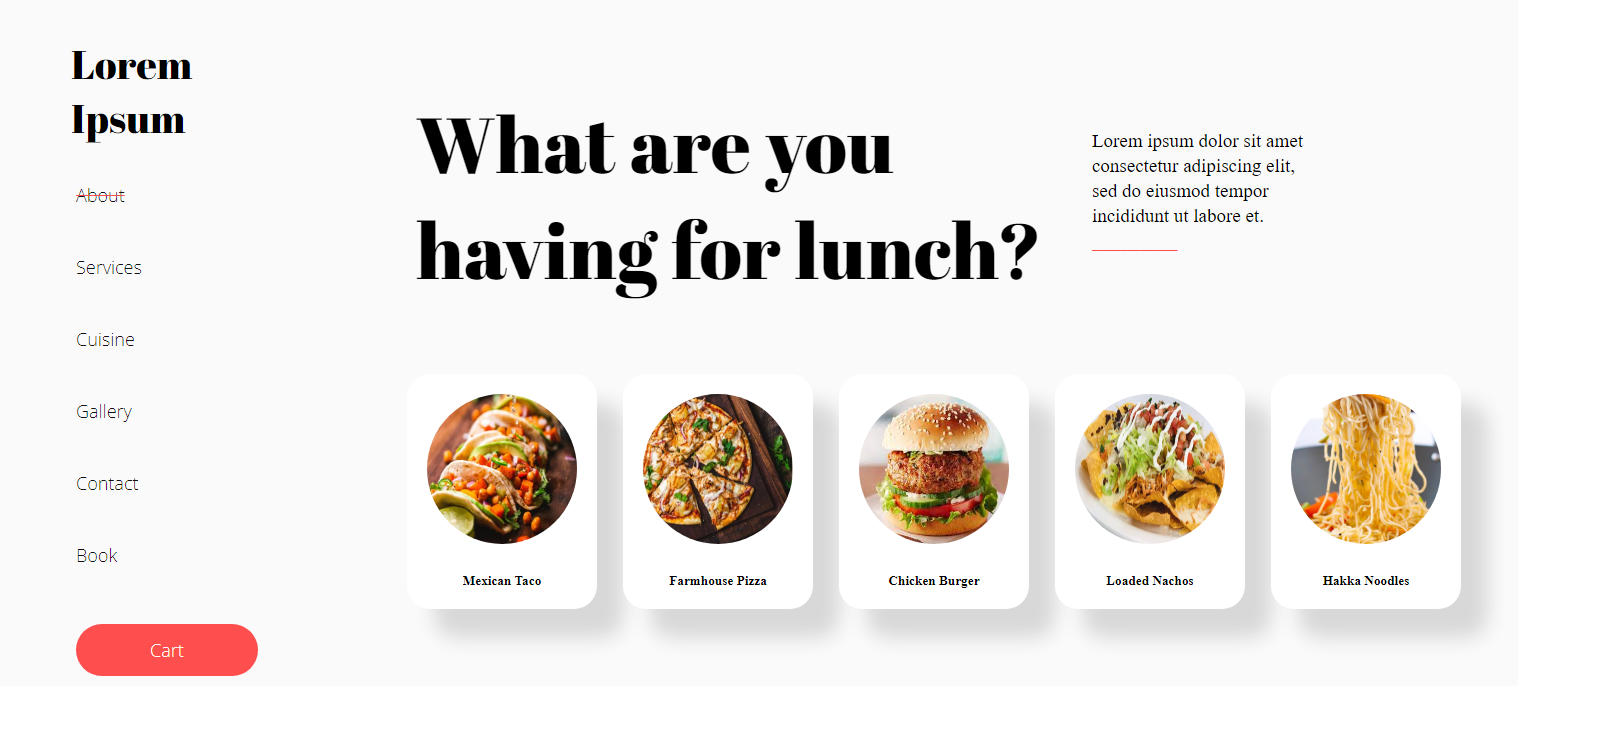 Lorem
Ipsum
About
Services
Cuisine
Gallery
Contact
Book
Cart
What are you
having for lunch?
Lorem ipsum dolor sit amet
consectetur adipiscing elit,
sed do eiusmod tempor
incididunt ut labore et.
Mexican Taco
Farmhouse Pizza
Chicken Burger
Loaded Nachos
Hakka Noodles